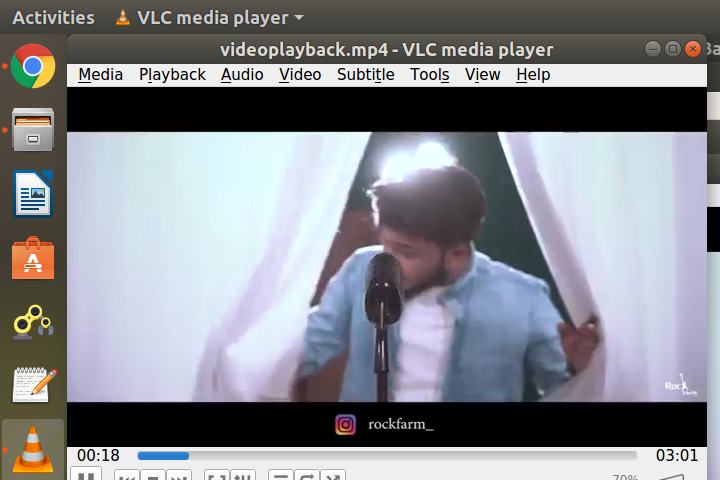 Activities VLC media player
videoplayback.mp4 - VLC media player
Media Playback Audio Video Subtitle Tools View Help
Rock
rockfarm_
00:18 03:01
70%